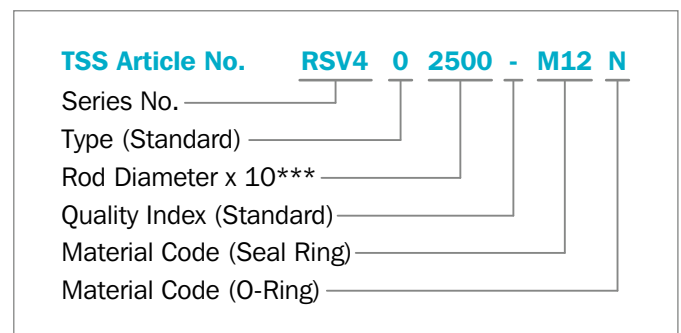 TSS Article No. RSV4 0 2500 - M12 N
Series No.
Type (Standard)
Rod Diameter x 10***
Quality Index (Standard)
Material Code (Seal Ring)
Material Code (O-Ring)